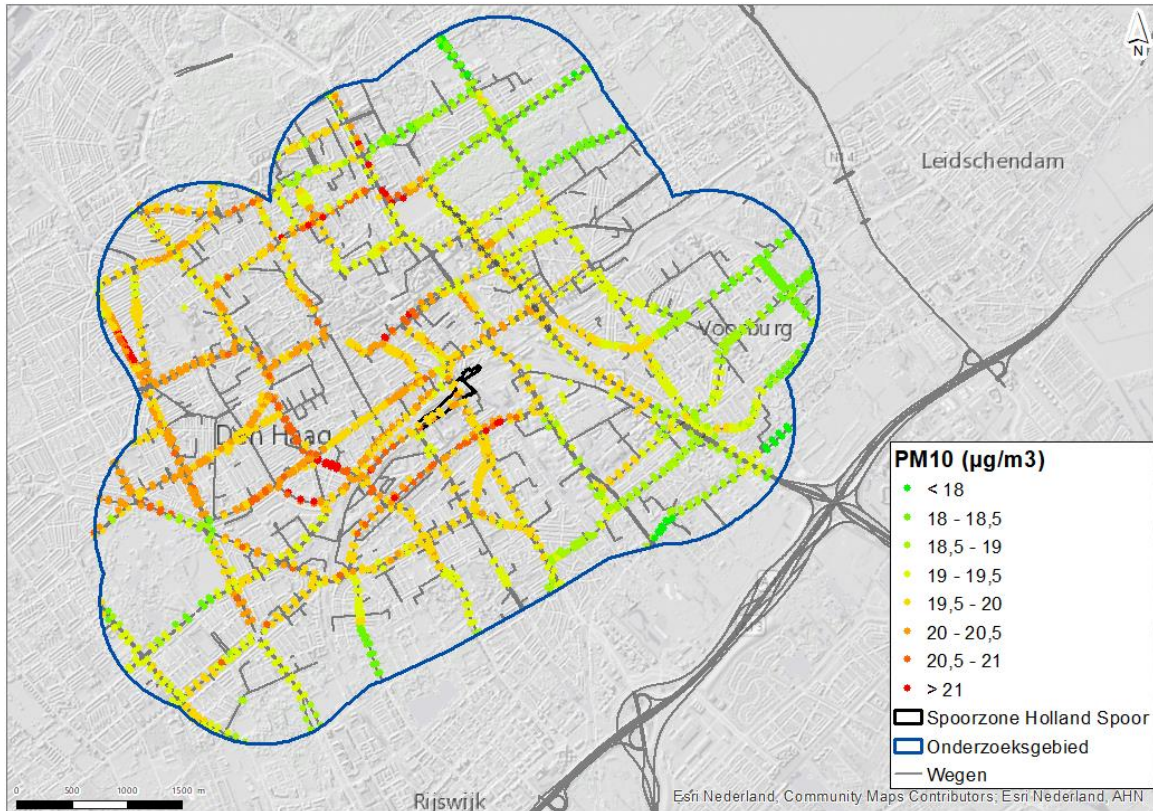 N
N14
Leidschendam
Voorburg
Den Haag
PM10 (µg/m3)
< 18
18 - 18,5
18,5 - 19
19 - 19,5
19,5 - 20
20 - 20,5
20,5 - 21
> 21
Spoorzone Holland Spoor
Onderzoeksgebied
Wegen
0 500 1000 1500 m
Rijswijk
Esri Nederland, Community Maps Contributors, Esri Nederland, AHN